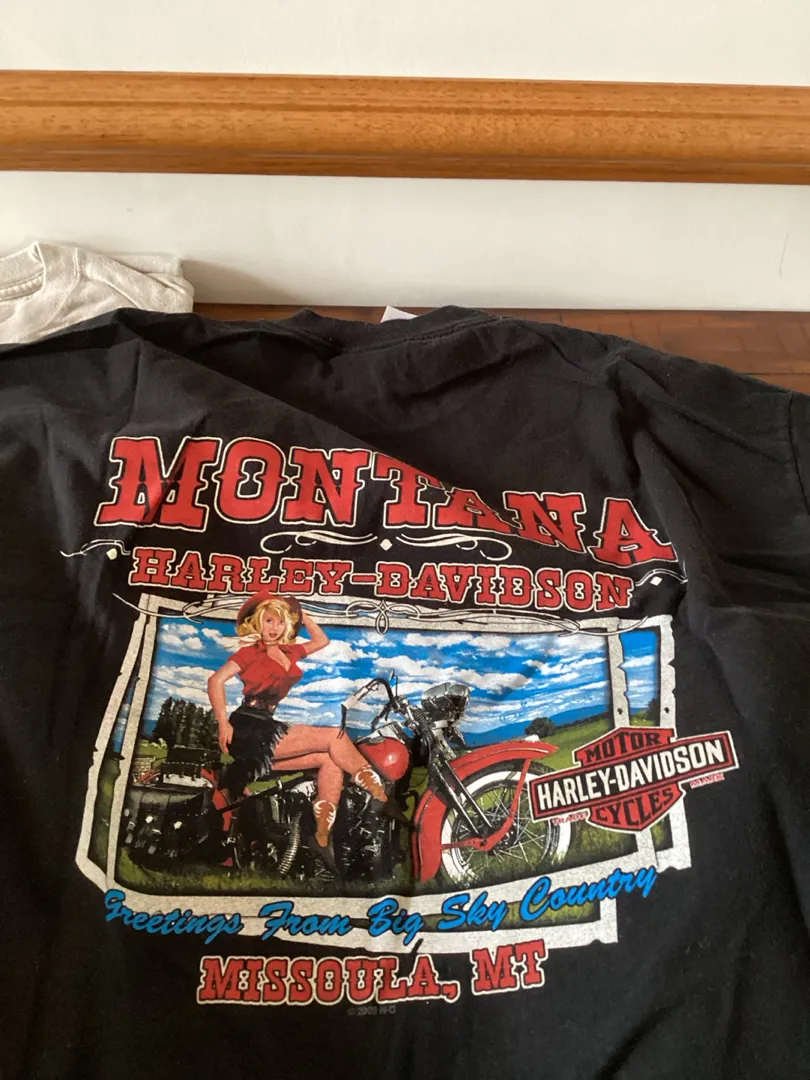 MONTANA
HARLEY-DAVIDSON
MOTOR
HARLEY-DAVIDSON
CYCLES
Greetings From Big Sky Country
MISSOULA, MT